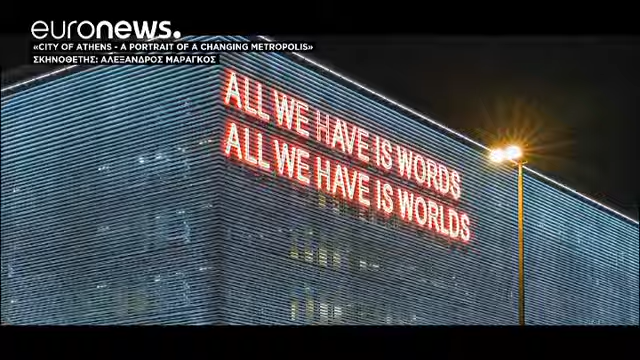 euronews.
«CITY OF ATHENS - A PORTRAIT OF A CHANGING METROPOLIS»
ΣΚΗΝΟΘΕΤΗΣ: ΑΛΕΞΑΝΔΡΟΣ ΜΑΡΑΓΚΟΣ
ALL WE HAVE IS WORDS
ALL WE HAVE IS WORLDS